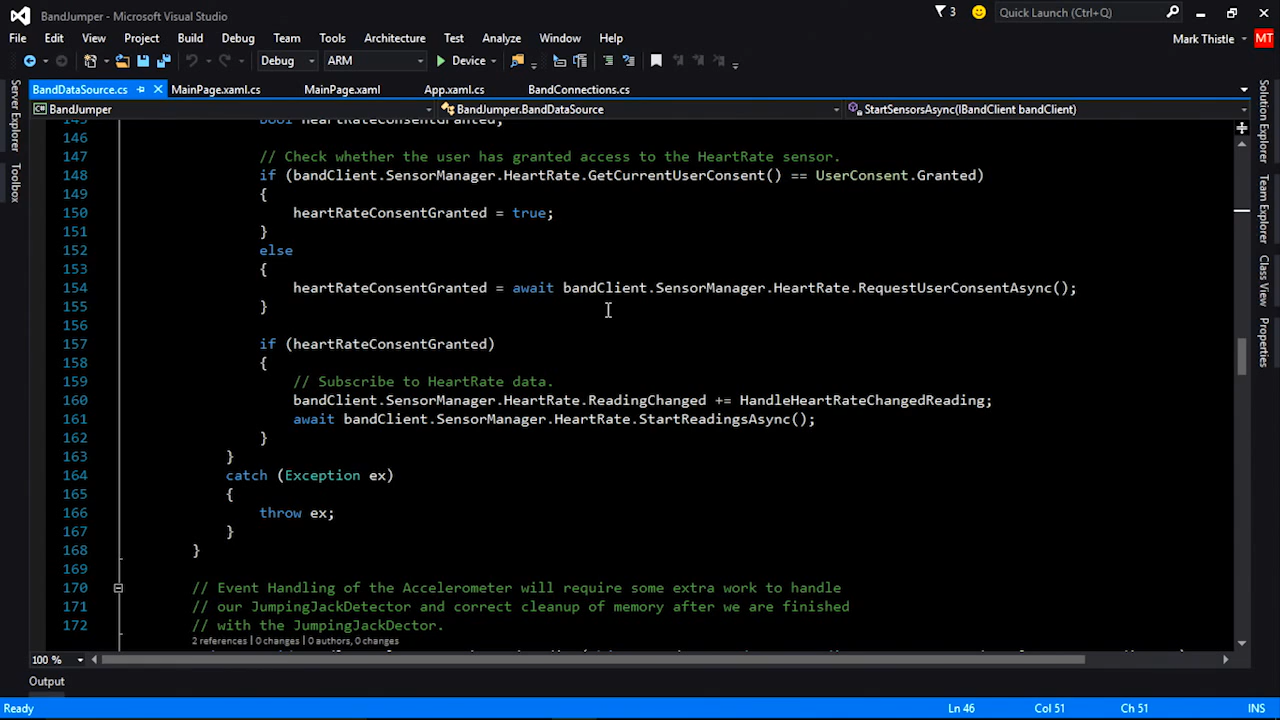 BandJumper - Microsoft Visual Studio
3
Quick Launch (Ctrl+Q)
File Edit View Project Build Debug Team Tools Architecture Test Analyze Window Help
Mark Thistle MT
Debug ARM Device
BandDataSource.cs MainPage.xaml.cs MainPage.xaml App.xaml.cs BandConnections.cs
BandJumper BandJumper.BandDataSource StartSensorsAsync(IBandClient bandClient)
Server Explorer
Toolbox
Solution Explorer
Team Explorer
Class View
Properties
145 bool heartRateConsentGranted;
146
147 // Check whether the user has granted access to the HeartRate sensor.
148 if (bandClient.SensorManager.HeartRate.GetCurrentUserConsent() == UserConsent.Granted)
149 {
150 heartRateConsentGranted = true;
151 }
152 else
153 {
154 heartRateConsentGranted = await bandClient.SensorManager.HeartRate.RequestUserConsentAsync();
155 }
156
157 if (heartRateConsentGranted)
158 {
159 // Subscribe to HeartRate data.
160 bandClient.SensorManager.HeartRate.ReadingChanged += HandleHeartRateChangedReading;
161 await bandClient.SensorManager.HeartRate.StartReadingsAsync();
162 }
163 }
164 catch (Exception ex)
165 {
166 throw ex;
167 }
168 }
169
170 // Event Handling of the Accelerometer will require some extra work to handle
171 // our JumpingJackDetector and correct cleanup of memory after we are finished
172 // with the JumpingJackDector.
2 references | 0 changes | 0 authors, 0 changes
100 %
Output
Ready Ln 46 Col 51 Ch 51 INS